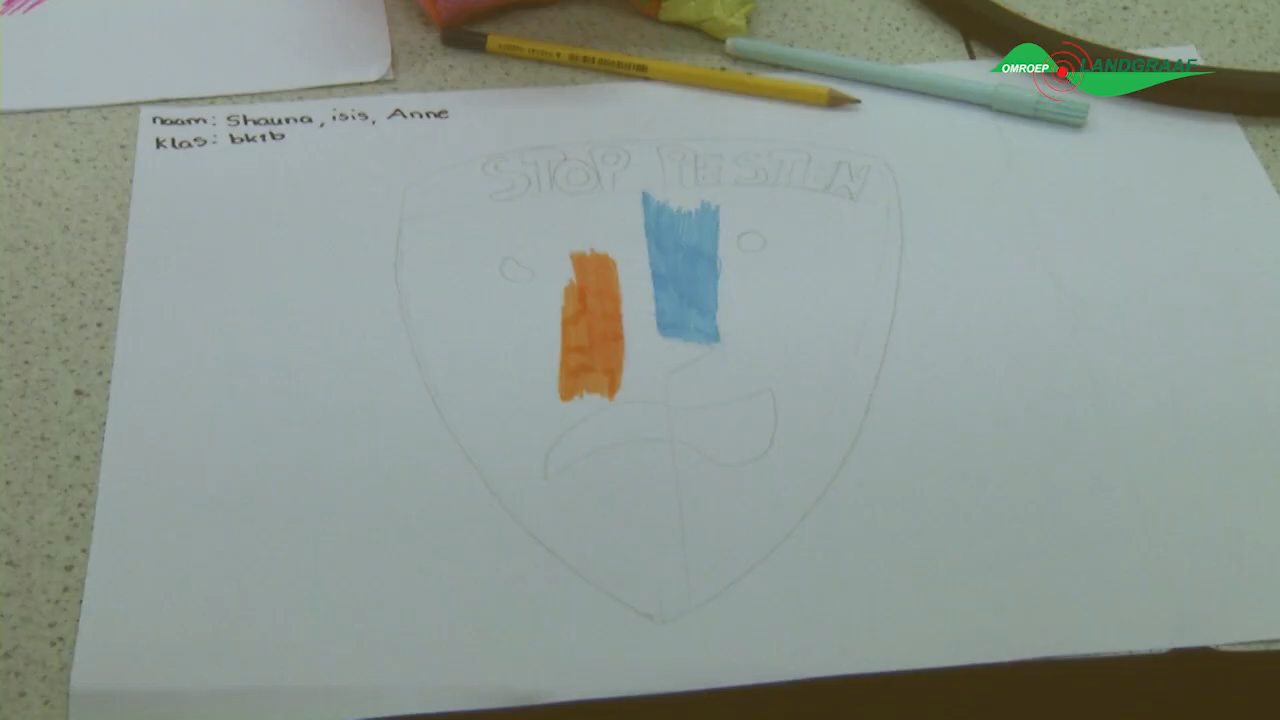 OMROEP LANDGRAAF
naam: Shauna, isis, Anne
klas: bk1b
STOP PESTEN